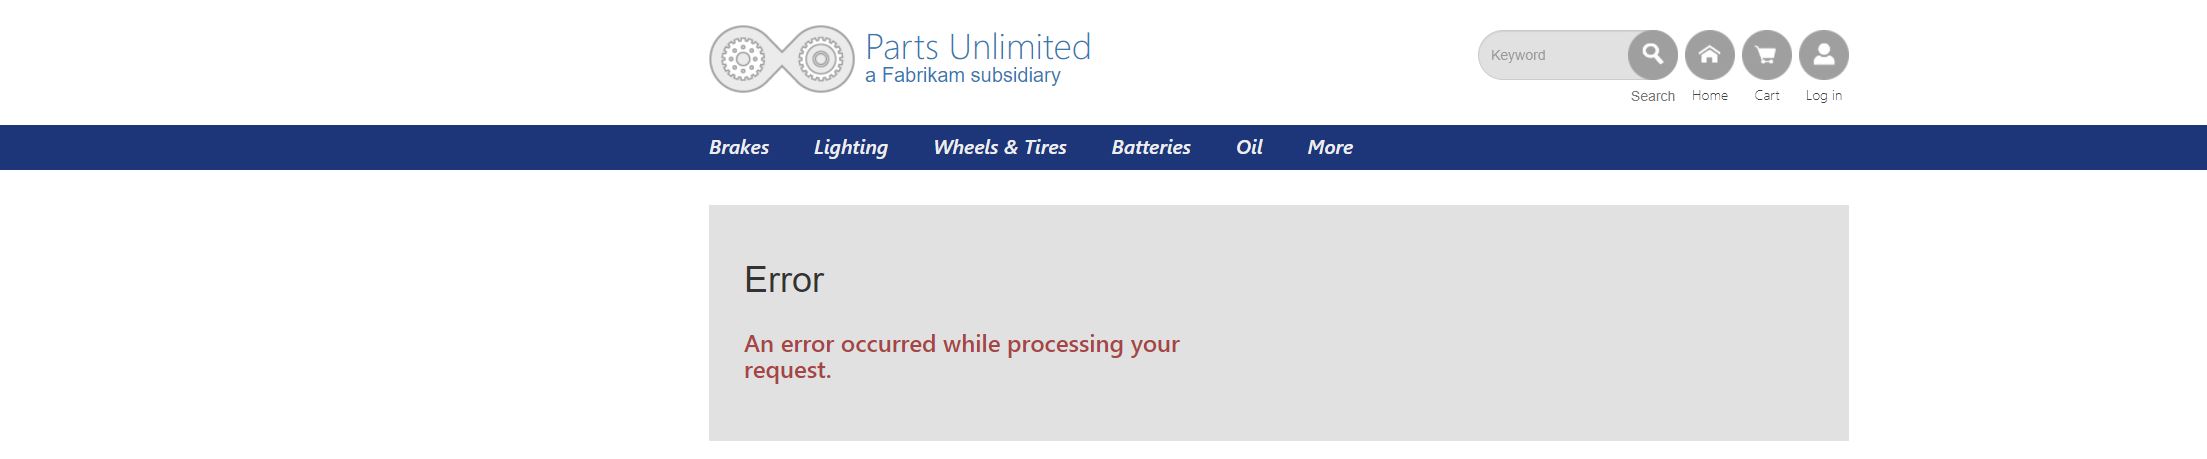 Parts Unlimited
a Fabrikam subsidiary
Keyword
Search Home Cart Log in
Brakes Lighting Wheels & Tires Batteries Oil More
Error
An error occurred while processing your
request.